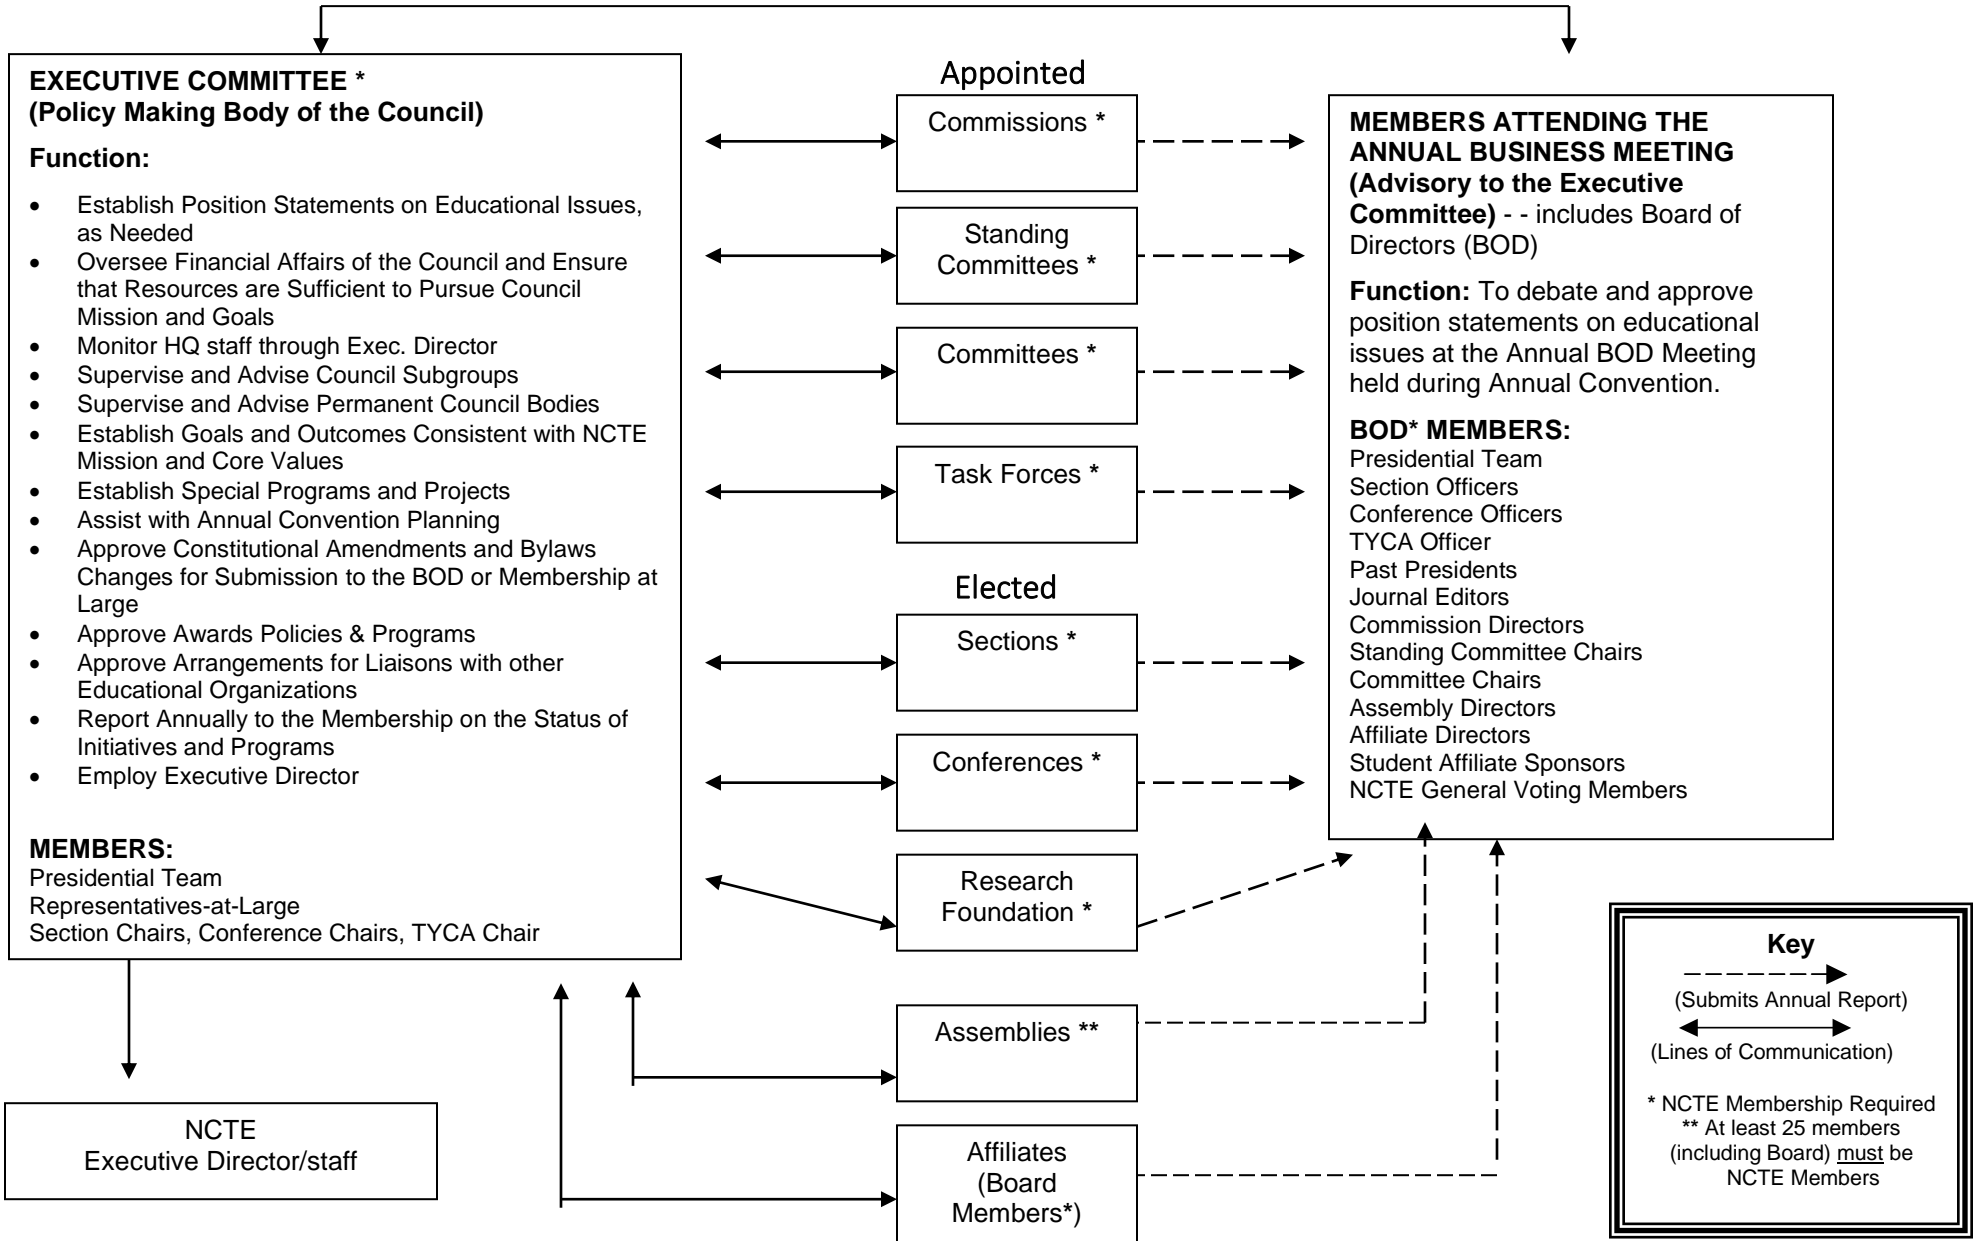 EXECUTIVE COMMITTEE *
(Policy Making Body of the Council)
Function:
• Establish Position Statements on Educational Issues,
as Needed
• Oversee Financial Affairs of the Council and Ensure
that Resources are Sufficient to Pursue Council
Mission and Goals
• Monitor HQ staff through Exec. Director
• Supervise and Advise Council Subgroups
• Supervise and Advise Permanent Council Bodies
• Establish Goals and Outcomes Consistent with NCTE
Mission and Core Values
• Establish Special Programs and Projects
• Assist with Annual Convention Planning
• Approve Constitutional Amendments and Bylaws
Changes for Submission to the BOD or Membership at
Large
• Approve Awards Policies & Programs
• Approve Arrangements for Liaisons with other
Educational Organizations
• Report Annually to the Membership on the Status of
Initiatives and Programs
• Employ Executive Director
MEMBERS:
Presidential Team
Representatives-at-Large
Section Chairs, Conference Chairs, TYCA Chair
NCTE
Executive Director/staff
Appointed
Commissions *
Standing
Committees *
Committees *
Task Forces *
Elected
Sections *
Conferences *
Research
Foundation *
Assemblies **
Affiliates
(Board
Members*)
MEMBERS ATTENDING THE
ANNUAL BUSINESS MEETING
(Advisory to the Executive
Committee) - - includes Board of
Directors (BOD)
Function: To debate and approve
position statements on educational
issues at the Annual BOD Meeting
held during Annual Convention.
BOD* MEMBERS:
Presidential Team
Section Officers
Conference Officers
TYCA Officer
Past Presidents
Journal Editors
Commission Directors
Standing Committee Chairs
Committee Chairs
Assembly Directors
Affiliate Directors
Student Affiliate Sponsors
NCTE General Voting Members
Key
(Submits Annual Report)
(Lines of Communication)
* NCTE Membership Required
** At least 25 members
(including Board) must be
NCTE Members